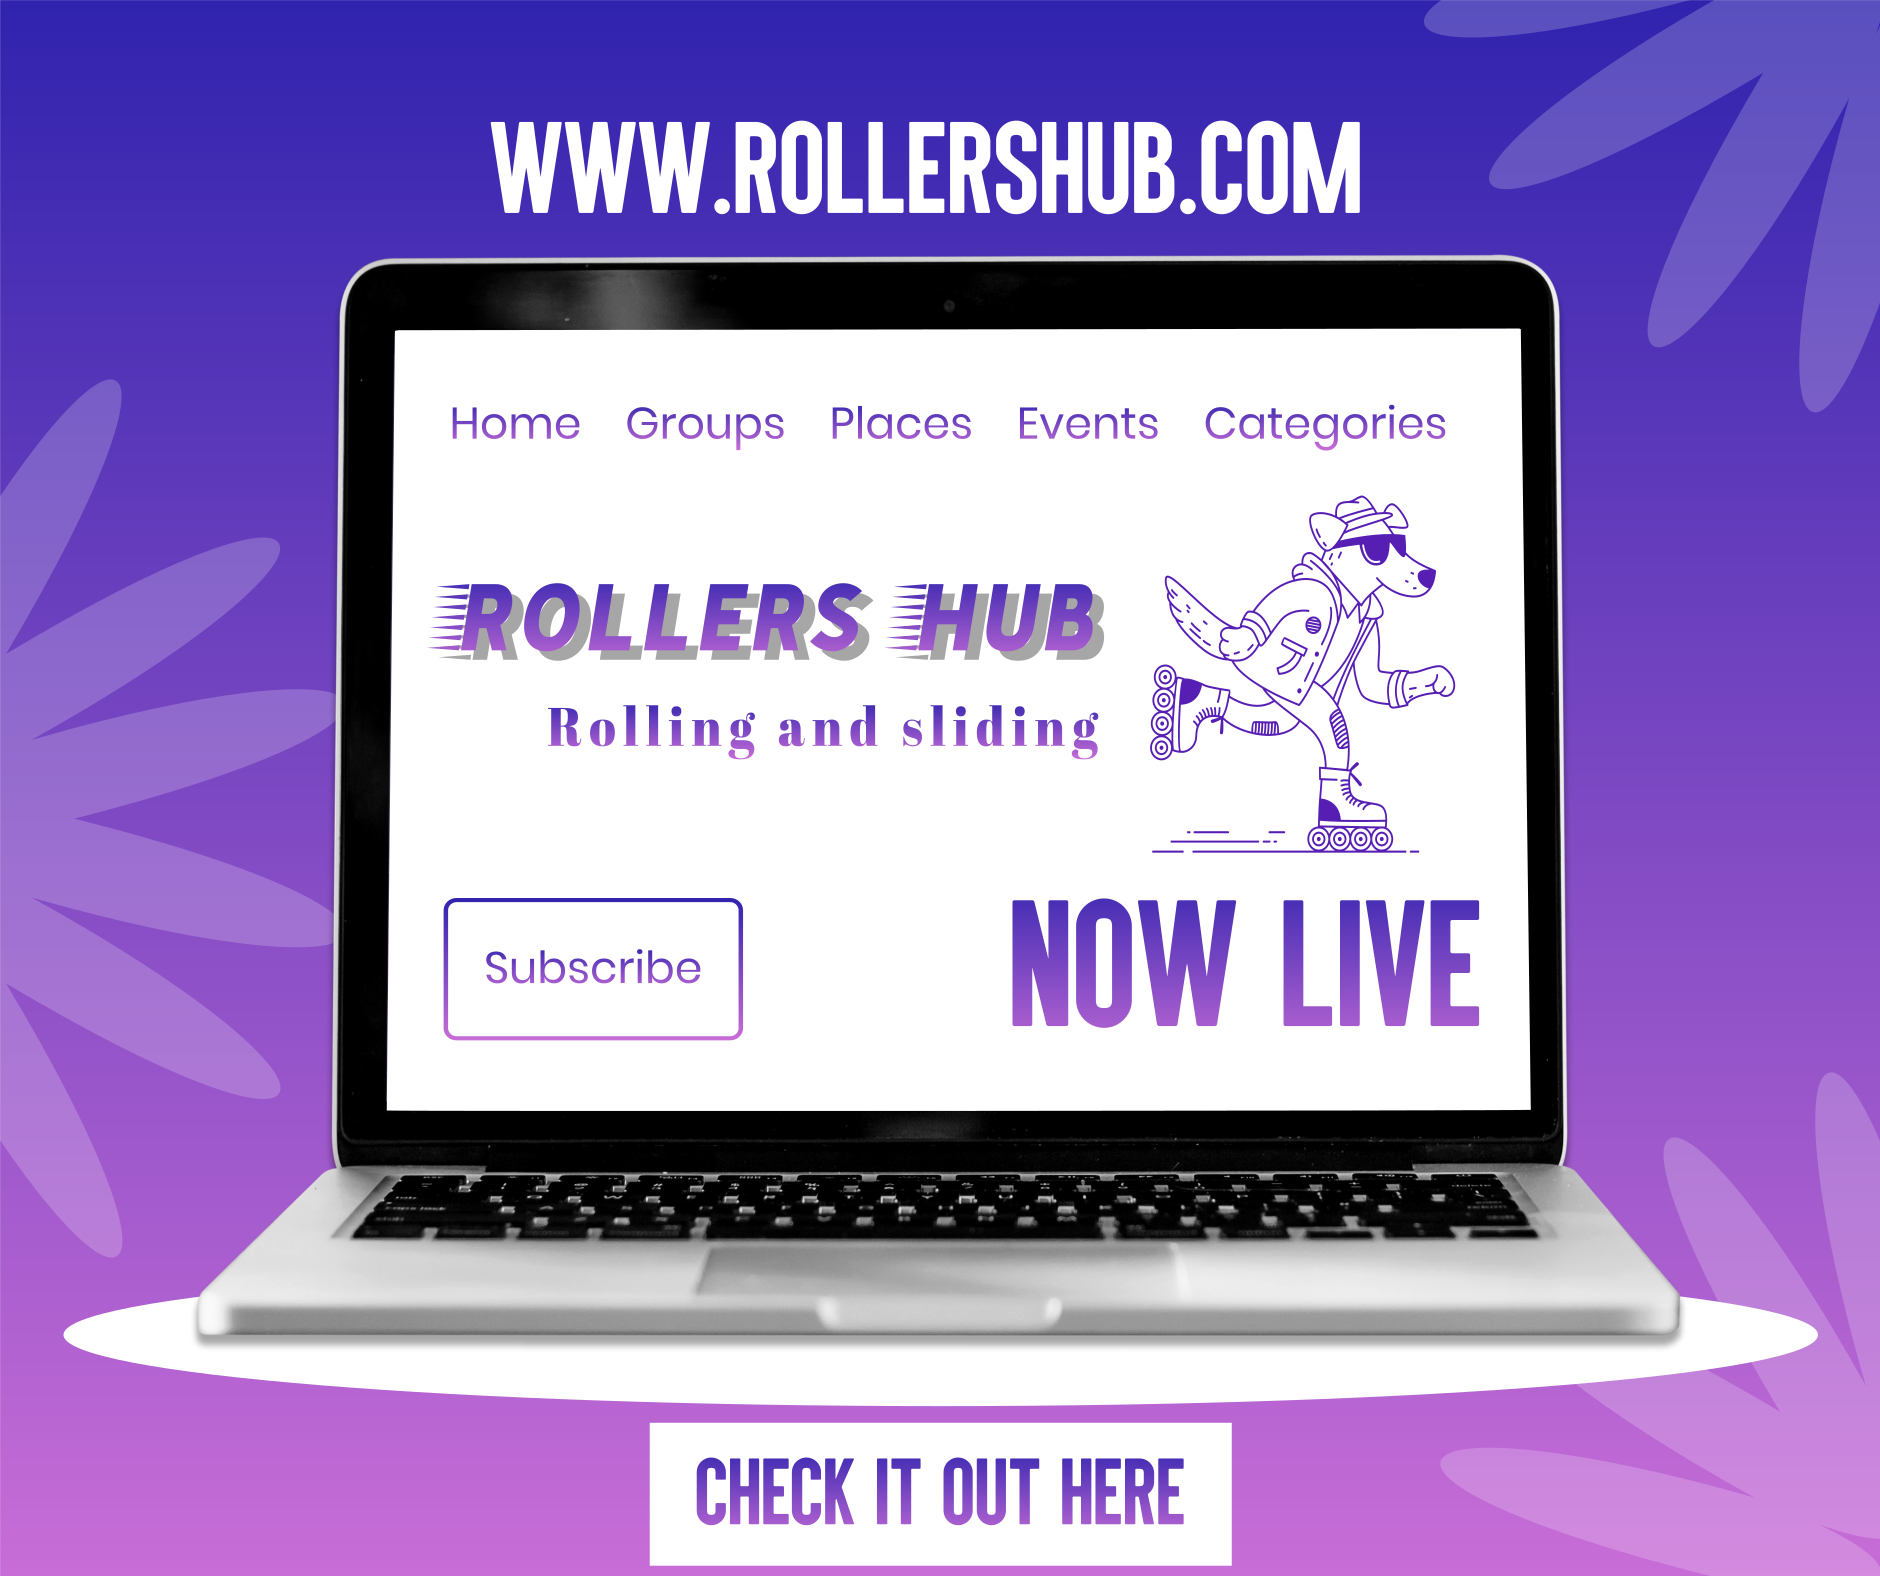 WWW.ROLLERSHUB.COM
Home Groups Places Events Categories
ROLLERS HUB
Rolling and sliding
Subscribe
NOW LIVE
CHECK IT OUT HERE